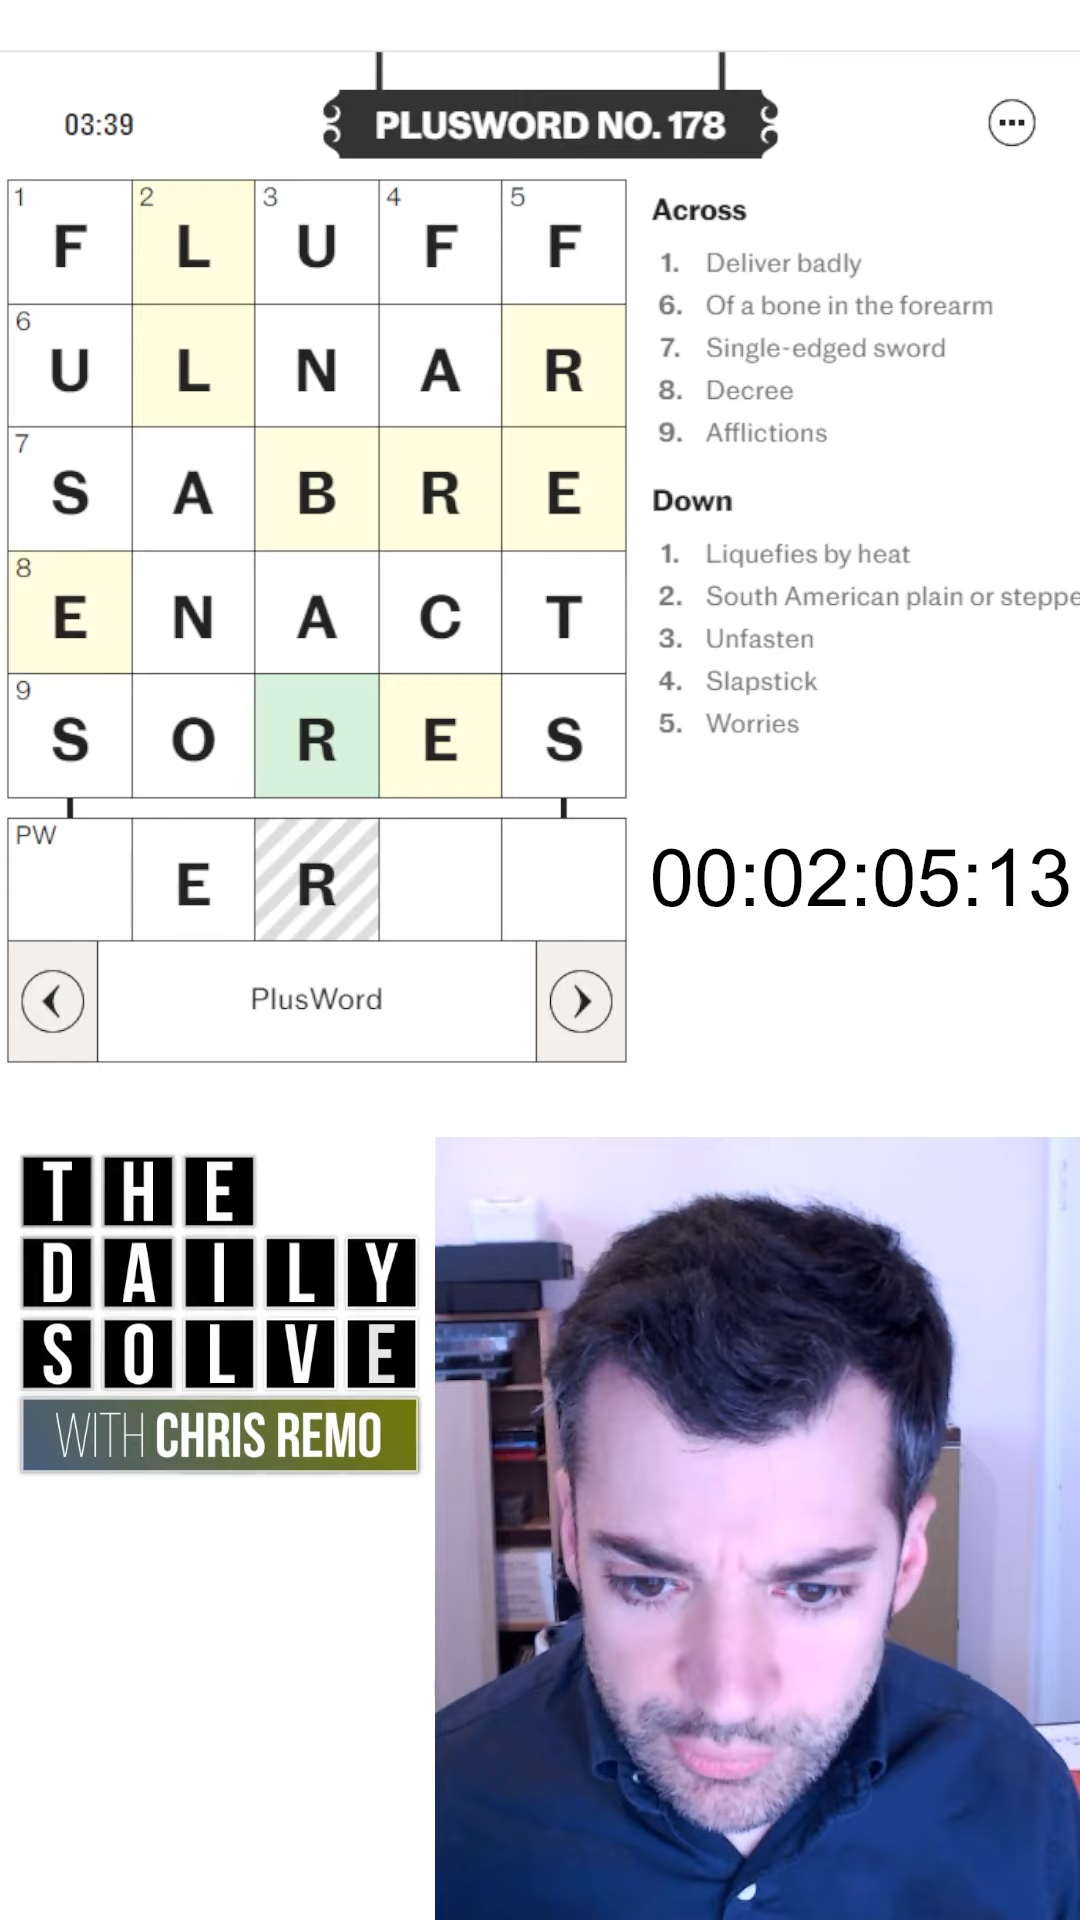 03:39
PLUSWORD NO. 178
1 F 2 L 3 U 4 F 5 F
6 U L N A R
7 S A B R E
8 E N A C T
9 S O R E S
PW E R
PlusWord
Across
1. Deliver badly
6. Of a bone in the forearm
7. Single-edged sword
8. Decree
9. Afflictions
Down
1. Liquefies by heat
2. South American plain or steppe
3. Unfasten
4. Slapstick
5. Worries
00:02:05:13
THE
DAILY
SOLVE
WITH CHRIS REMO